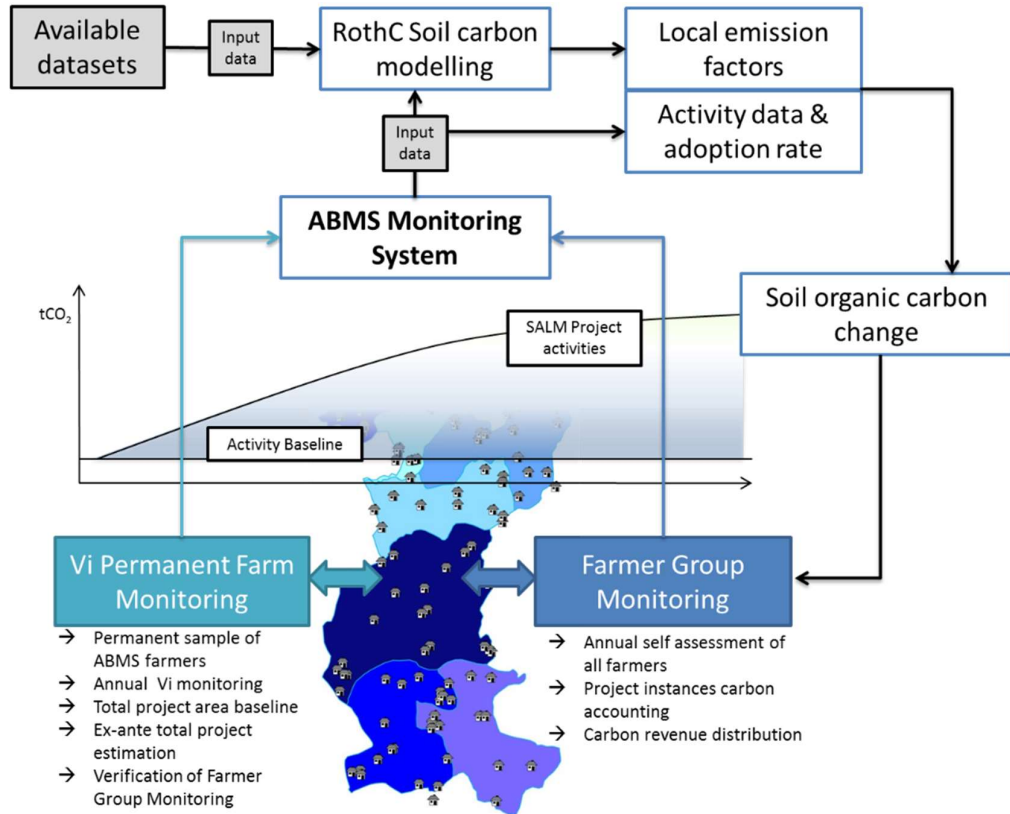 Available
datasets
Input
data
RothC Soil carbon
modelling
Local emission
factors
Activity data &
adoption rate
Input
data
ABMS Monitoring
System
tCO₂
SALM Project
activities
Soil organic carbon
change
Activity Baseline
Vi Permanent Farm
Monitoring
→ Permanent sample of
ABMS farmers
→ Annual Vi monitoring
→ Total project area baseline
→ Ex-ante total project
estimation
→ Verification of Farmer
Group Monitoring
Farmer Group
Monitoring
→ Annual self assessment of
all farmers
→ Project instances carbon
accounting
→ Carbon revenue distribution